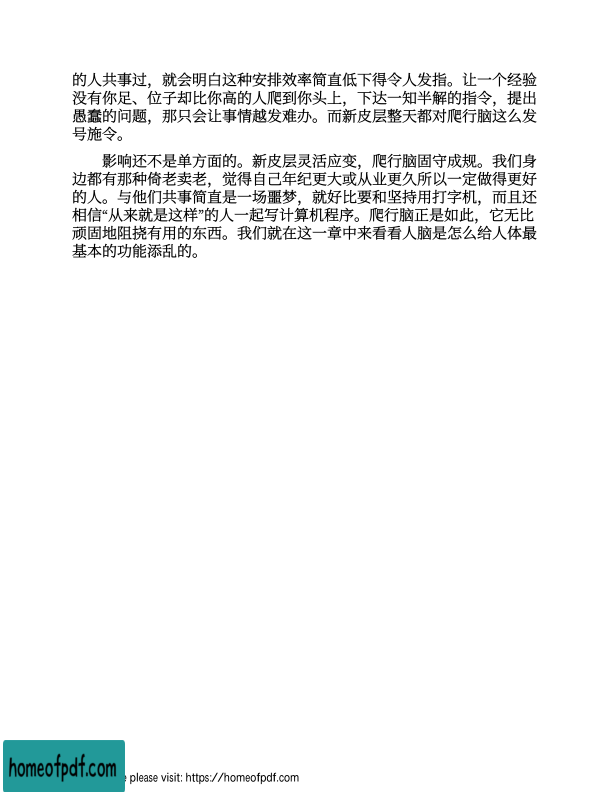 的人共事过，就会明白这种安排效率简直低下得令人发指。让一个经验
没有你足、位子却比你高的人爬到你头上，下达一知半解的指令，提出
愚蠢的问题，那只会让事情越发难办。而新皮层整天都对爬行脑这么发
号施令。
影响还不是单方面的。新皮层灵活应变，爬行脑固守成规。我们身
边都有那种倚老卖老，觉得自己年纪更大或从业更久所以一定做得更好
的人。与他们共事简直是一场噩梦，就好比要和坚持用打字机，而且还
相信“从来就是这样”的人一起写计算机程序。爬行脑正是如此，它无比
顽固地阻挠有用的东西。我们就在这一章中来看看人脑是怎么给人体最
基本的功能添乱的。
homeofpdf.com
please visit: https://homeofpdf.com